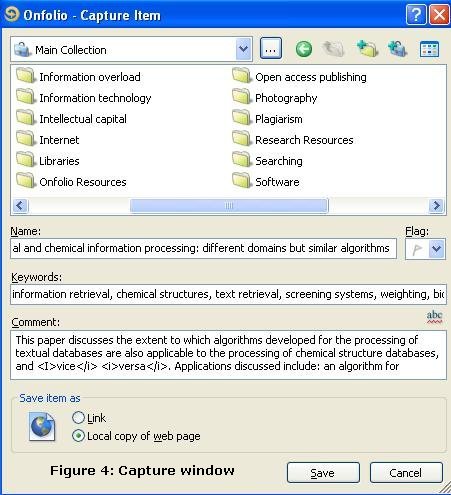 Onfolio - Capture Item
Main Collection
...
Information overload
Information technology
Intellectual capital
Internet
Libraries
Onfolio Resources
Open access publishing
Photography
Plagiarism
Research Resources
Searching
Software
Name:
Flag:
al and chemical information processing: different domains but similar algorithms
Keywords:
information retrieval, chemical structures, text retrieval, screening systems, weighting, bi
Comment:
abc
This paper discusses the extent to which algorithms developed for the processing of
textual databases are also applicable to the processing of chemical structure databases,
and <I>vice</i> <i>versa</i>. Applications discussed include: an algorithm for
Save item as
Link
Local copy of web page
Figure 4: Capture window
Save
Cancel